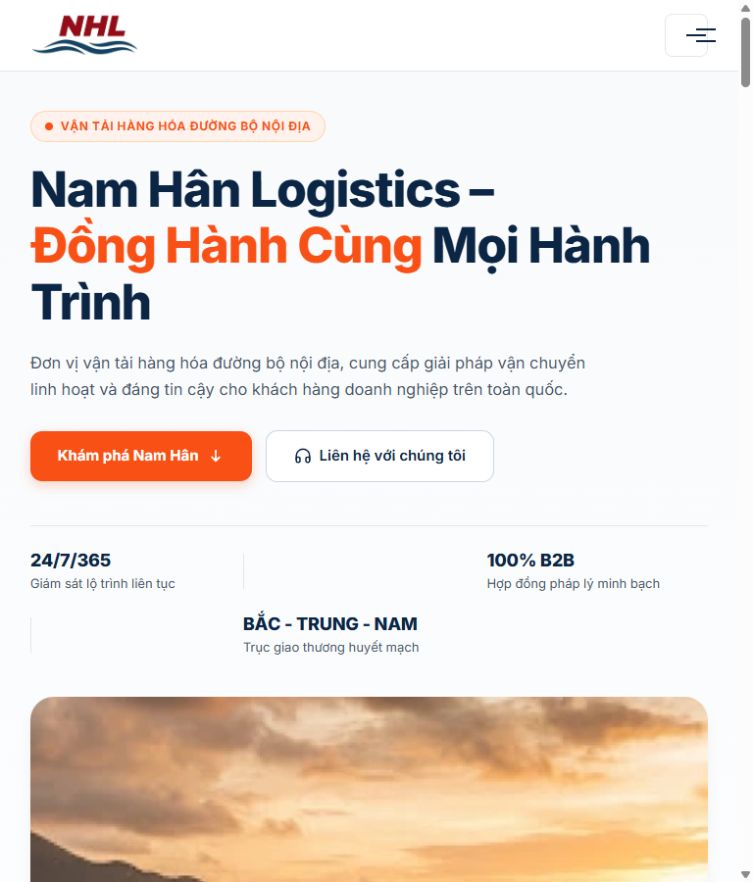 NHL
VẬN TẢI HÀNG HÓA ĐƯỜNG BỘ NỘI ĐỊA
Nam Hân Logistics –
Đồng Hành Cùng Mọi Hành
Trình
Đơn vị vận tải hàng hóa đường bộ nội địa, cung cấp giải pháp vận chuyển
linh hoạt và đáng tin cậy cho khách hàng doanh nghiệp trên toàn quốc.
Khám phá Nam Hân ↓
Liên hệ với chúng tôi
24/7/365
Giám sát lộ trình liên tục
100% B2B
Hợp đồng pháp lý minh bạch
BẮC - TRUNG - NAM
Trục giao thương huyết mạch